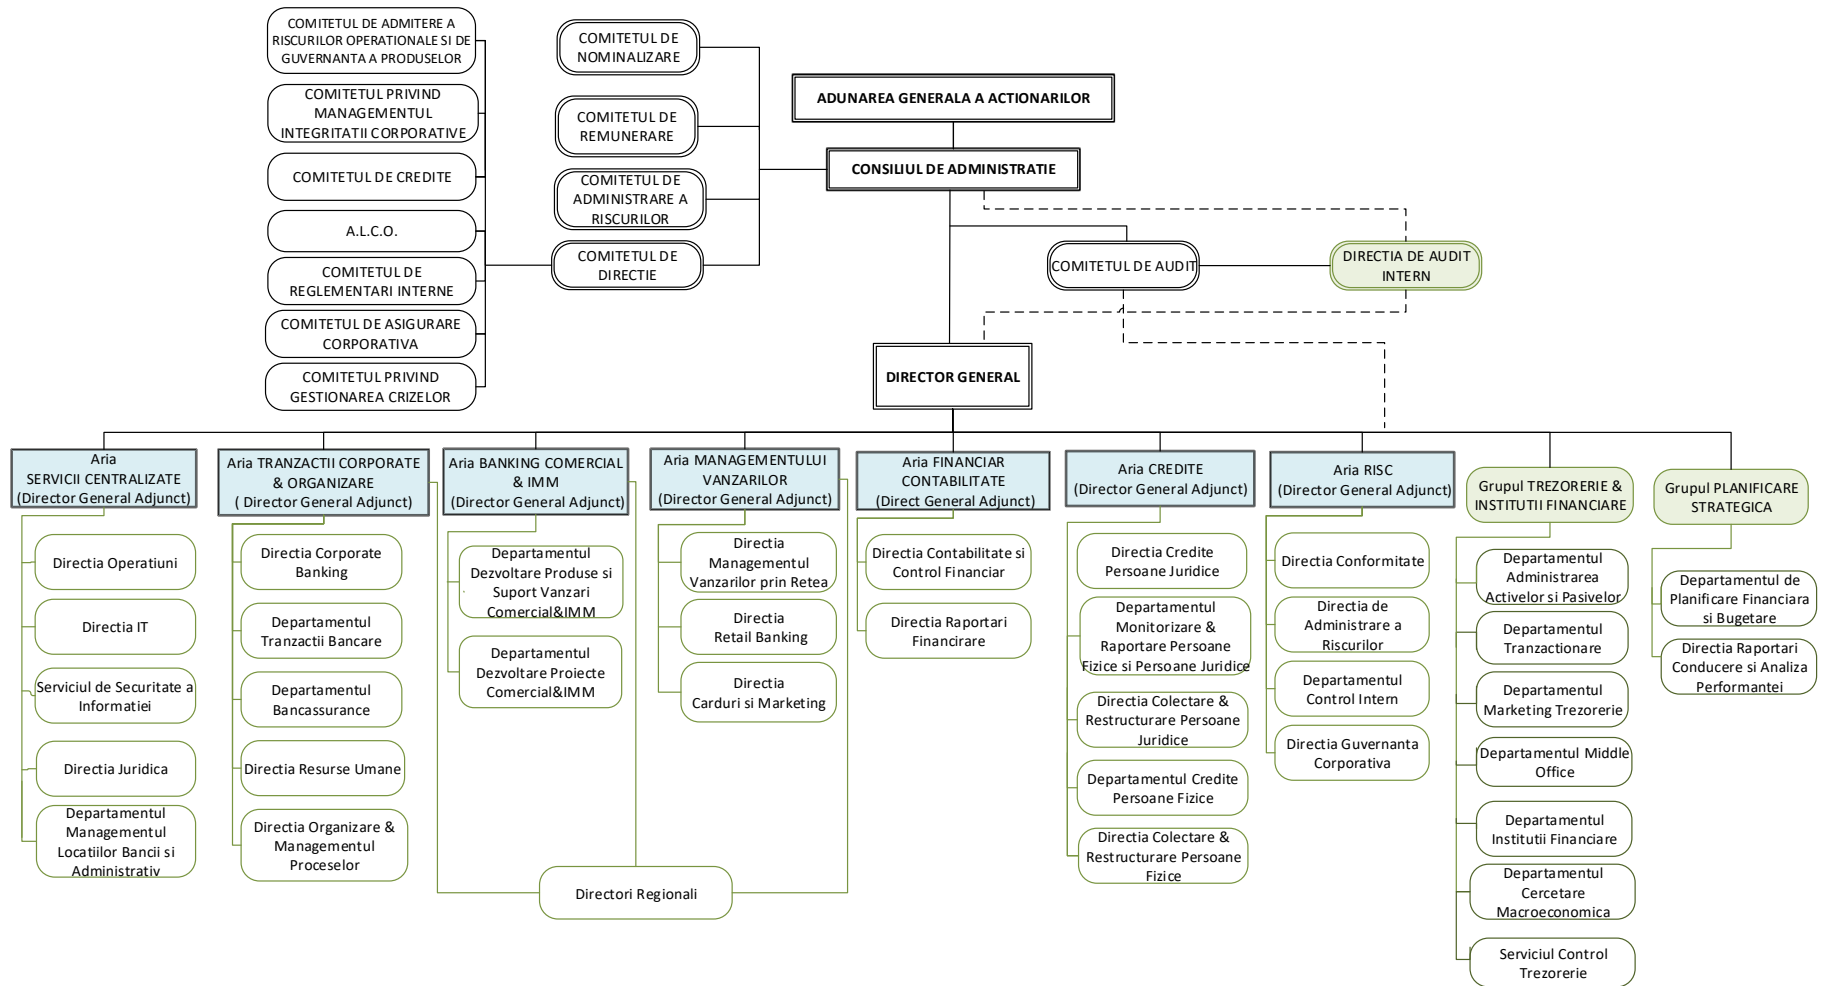 COMITETUL DE ADMITERE A
RISCURILOR OPERATIONALE SI DE
GUVERNANTA A PRODUSELOR
COMITETUL PRIVIND
MANAGEMENTUL
INTEGRITATII CORPORATIVE
COMITETUL DE CREDITE
A.L.C.O.
COMITETUL DE
REGLEMENTARI INTERNE
COMITETUL DE ASIGURARE
CORPORATIVA
COMITETUL PRIVIND
GESTIONAREA CRIZELOR
COMITETUL DE
NOMINALIZARE
COMITETUL DE
REMUNERARE
COMITETUL DE
ADMINISTRARE A
RISCURILOR
COMITETUL DE
DIRECTIE
ADUNAREA GENERALA A ACTIONARILOR
CONSILIUL DE ADMINISTRATIE
COMITETUL DE AUDIT
DIRECTIA DE AUDIT
INTERN
DIRECTOR GENERAL
Aria
SERVICII CENTRALIZATE
(Director General Adjunct)
Directia Operatiuni
Directia IT
Serviciul de Securitate a
Informatiei
Directia Juridica
Departamentul
Managementul
Locatiilor Bancii si
Administrativ
Aria TRANZACTII CORPORATE
& ORGANIZARE
( Director General Adjunct)
Directia Corporate
Banking
Departamentul
Tranzactii Bancare
Departamentul
Bancassurance
Directia Resurse Umane
Directia Organizare &
Managementul
Proceselor
Aria BANKING COMERCIAL
& IMM
(Director General Adjunct)
Departamentul
Dezvoltare Produse si
Suport Vanzari
Comercial&IMM
Departamentul
Dezvoltare Proiecte
Comercial&IMM
Aria MANAGEMENTULUI
VANZARILOR
(Director General Adjunct)
Directia
Managementul
Vanzarilor prin Retea
Directia
Retail Banking
Directia
Carduri si Marketing
Directori Regionali
Aria FINANCIAR
CONTABILITATE
(Direct General Adjunct)
Directia Contabilitate si
Control Financiar
Directia Raportari
Financirare
Aria CREDITE
(Director General Adjunct)
Directia Credite
Persoane Juridice
Departamentul
Monitorizare &
Raportare Persoane
Fizice si Persoane Juridice
Directia Colectare &
Restructurare Persoane
Juridice
Departamentul Credite
Persoane Fizice
Directia Colectare &
Restructurare Persoane
Fizice
Aria RISC
(Director General Adjunct)
Directia Conformitate
Directia de
Administrare a
Riscurilor
Departamentul
Control Intern
Directia Guvernanta
Corporativa
Grupul TREZORERIE &
INSTITUTII FINANCIARE
Departamentul
Administrarea
Activelor si Pasivelor
Departamentul
Tranzactionare
Departamentul
Marketing Trezorerie
Departamentul Middle
Office
Departamentul
Institutii Financiare
Departamentul
Cercetare
Macroeconomica
Serviciul Control
Trezorerie
Grupul PLANIFICARE
STRATEGICA
Departamentul de
Planificare Financiara
si Bugetare
Directia Raportari
Conducere si Analiza
Performantei